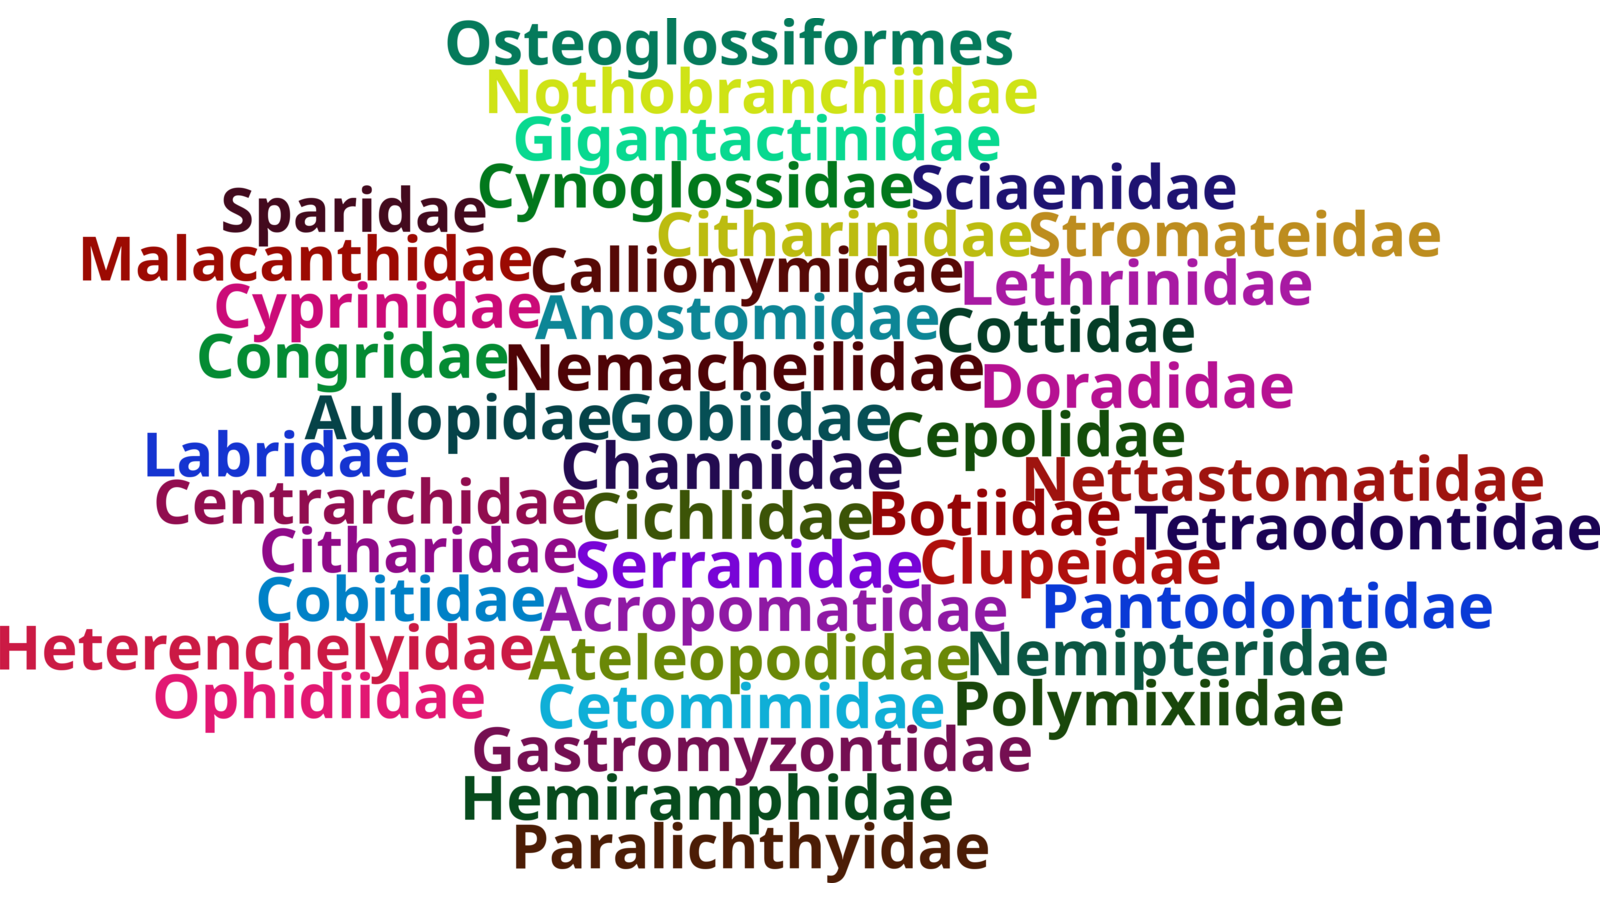 Osteoglossiformes
Nothobranchiidae
Gigantactinidae
Cynoglossidae Sciaenidae
Sparidae
Citharinidae Stromateidae
Malacanthidae Callionymidae Lethrinidae
Cyprinidae Anostomidae Cottidae
Congridae Nemacheilidae Doradidae
Aulopidae Gobiidae Cepolidae
Labridae Channidae Nettastomatidae
Centrarchidae Cichlidae Botiidae Tetraodontidae
Citharidae Serranidae Clupeidae
Cobitidae Acropomatidae Pantodontidae
Heterenchelyidae Ateleopodidae Nemipteridae
Ophidiidae Cetomimidae Polymixiidae
Gastromyzontidae
Hemiramphidae
Paralichthyidae